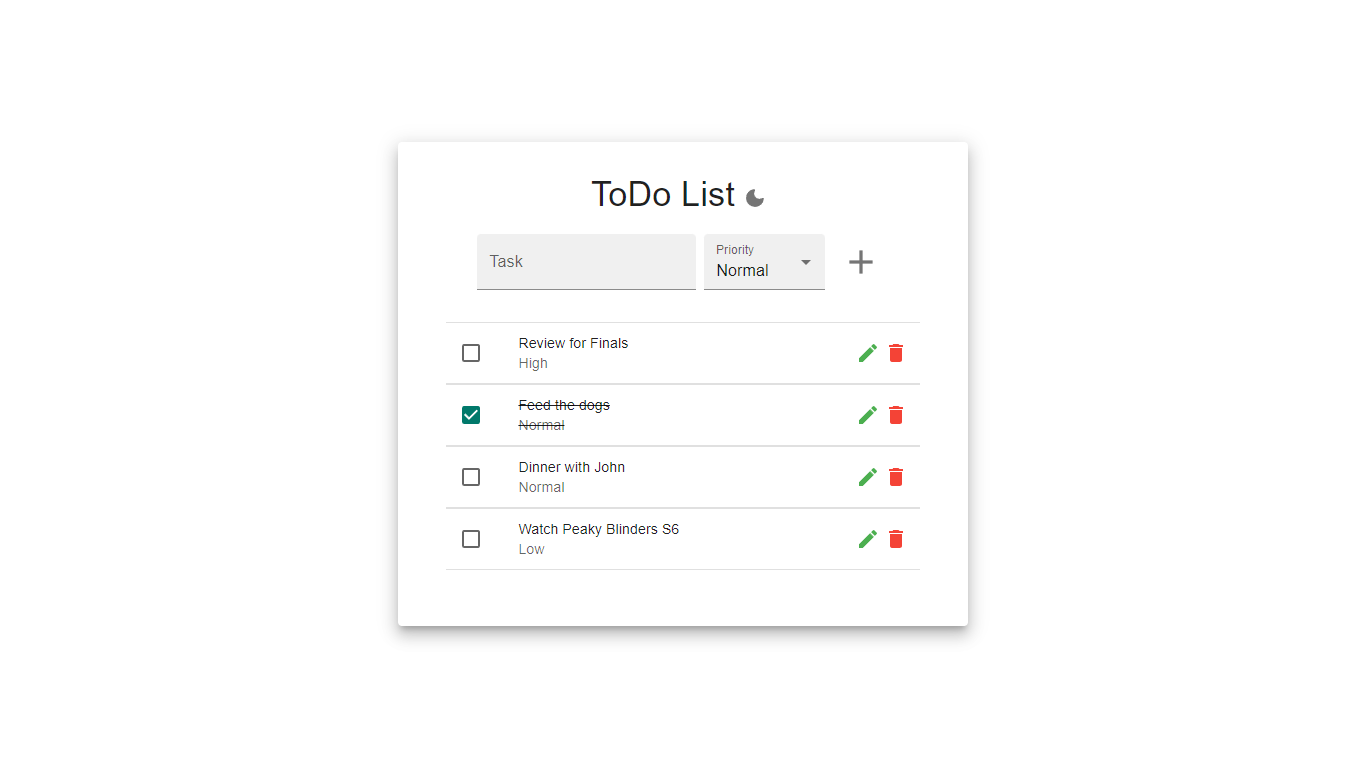 ToDo List
Task
Priority
Normal
Review for Finals
High
Feed the dogs
Normal
Dinner with John
Normal
Watch Peaky Blinders S6
Low